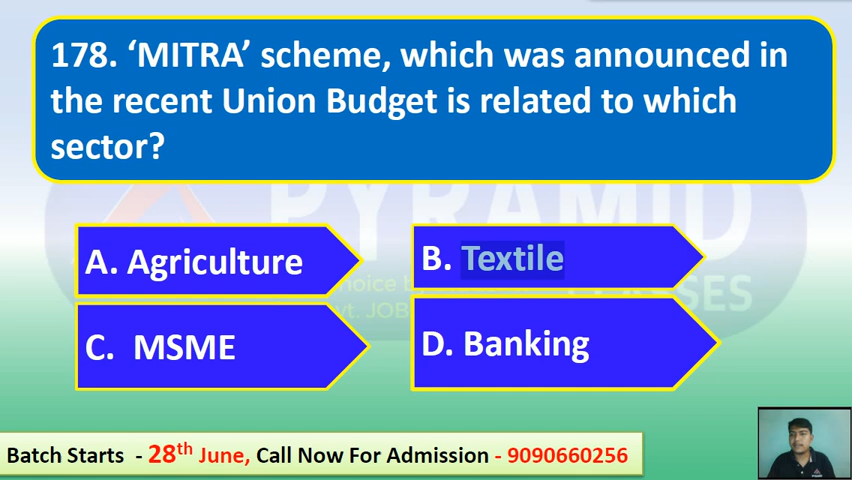 178. ‘MITRA’ scheme, which was announced in
the recent Union Budget is related to which
sector?
PYRAMID
A. Agriculture
B. Textile
C. MSME
D. Banking
Batch Starts - 28th June, Call Now For Admission - 9090660256